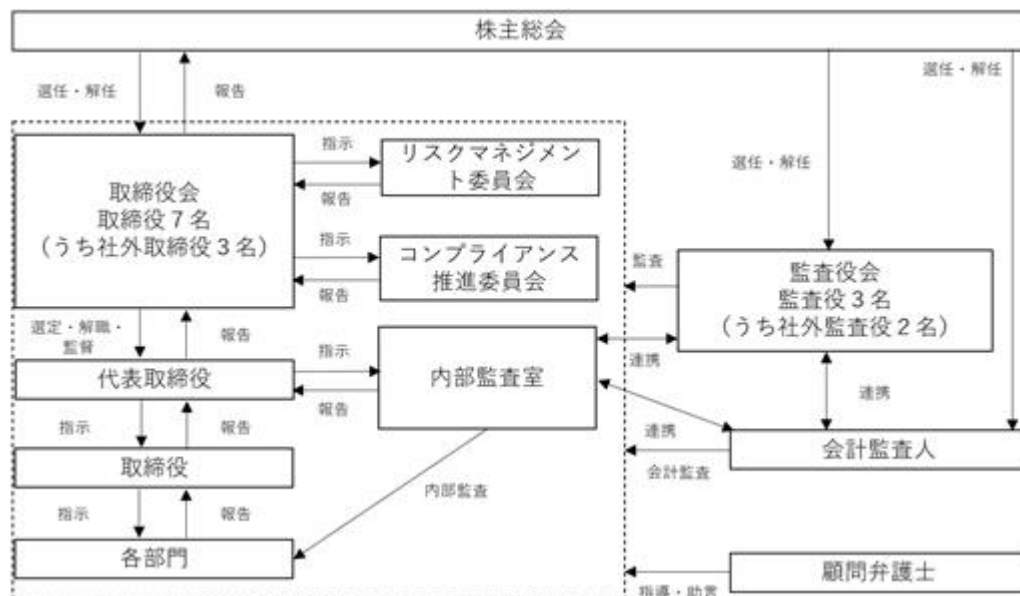 株主総会
選任・解任
報告
選任・解任
選任・解任
取締役会
取締役７名
（うち社外取締役３名）
指示
報告
リスクマネジメン
ト委員会
指示
報告
コンプライアンス
推進委員会
監査
監査役会
監査役３名
（うち社外監査役２名）
選定・解職・
監督
報告
代表取締役
指示
報告
内部監査室
連携
連携
指示
報告
取締役
連携
会計監査
会計監査人
内部監査
指示
報告
各部門
指導・助言
顧問弁護士